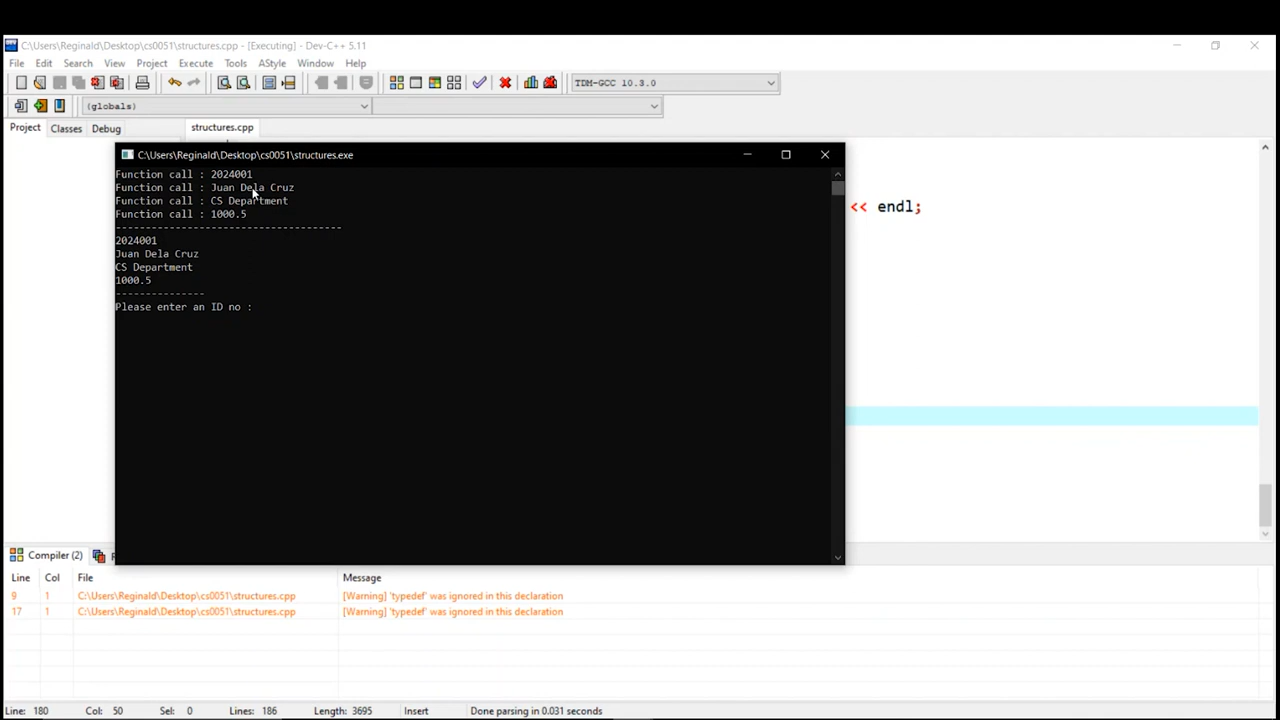 C:\Users\Reginald\Desktop\cs0051\structures.cpp - [Executing] - Dev-C++ 5.11
File Edit Search View Project Execute Tools AStyle Window Help
TDM-GCC 10.3.0
(globals)
Project Classes Debug structures.cpp
C:\Users\Reginald\Desktop\cs0051\structures.exe
Function call : 2024001
Function call : Juan Dela Cruz
Function call : CS Department
Function call : 1000.5
<< endl;
--------------------------------------
2024001
Juan Dela Cruz
CS Department
1000.5
---------------
Please enter an ID no :
Compiler (2)
Line Col File Message
9 1 C:\Users\Reginald\Desktop\cs0051\structures.cpp [Warning] 'typedef' was ignored in this declaration
17 1 C:\Users\Reginald\Desktop\cs0051\structures.cpp [Warning] 'typedef' was ignored in this declaration
Line: 180 Col: 50 Sel: 0 Lines: 186 Length: 3695 Insert Done parsing in 0.031 seconds